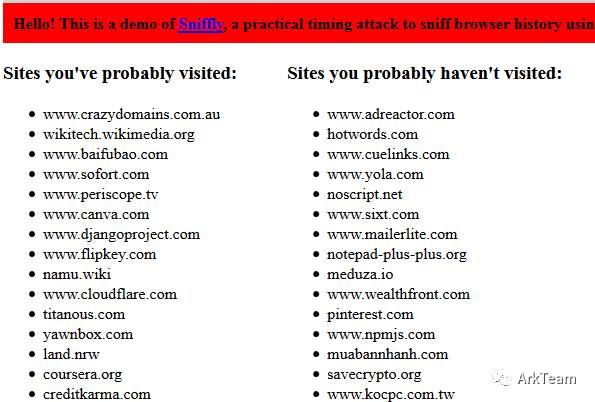 Hello! This is a demo of Sniffly, a practical timing attack to sniff browser history usin
Sites you've probably visited:
www.crazydomains.com.au
wikitech.wikimedia.org
www.baifubao.com
www.sofort.com
www.periscope.tv
www.canva.com
www.djangoproject.com
www.flipkey.com
namu.wiki
www.cloudflare.com
titanous.com
yawnbox.com
land.nrw
coursera.org
creditkarma.com
Sites you probably haven't visited:
www.adreactor.com
hotwords.com
www.cuelinks.com
www.yola.com
noscript.net
www.sixt.com
www.mailerlite.com
notepad-plus-plus.org
meduza.io
www.wealthfront.com
pinterest.com
www.npmjs.com
muabannhanh.com
savecrypto.org
www.kocpc.com.tw
ArkTeam